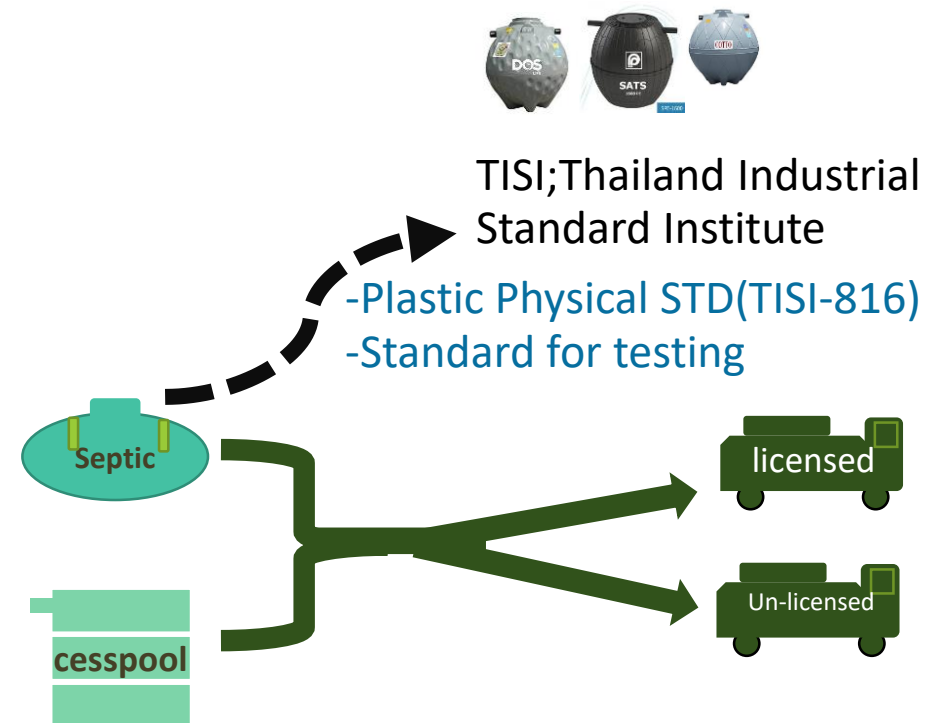 DOS
SATS
COTTO
TISI;Thailand Industrial
Standard Institute
-Plastic Physical STD(TISI-816)
-Standard for testing
Septic
licensed
Un-licensed
cesspool